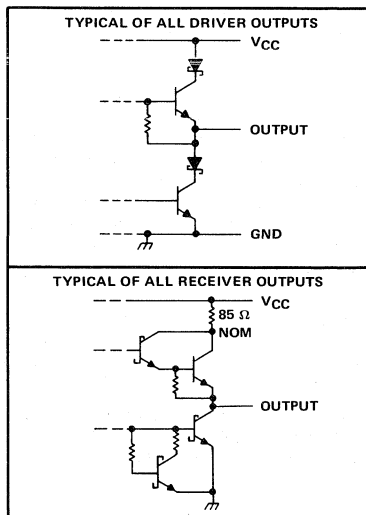 TYPICAL OF ALL DRIVER OUTPUTS
VCC
OUTPUT
GND
TYPICAL OF ALL RECEIVER OUTPUTS
VCC
85 Ω
NOM
OUTPUT